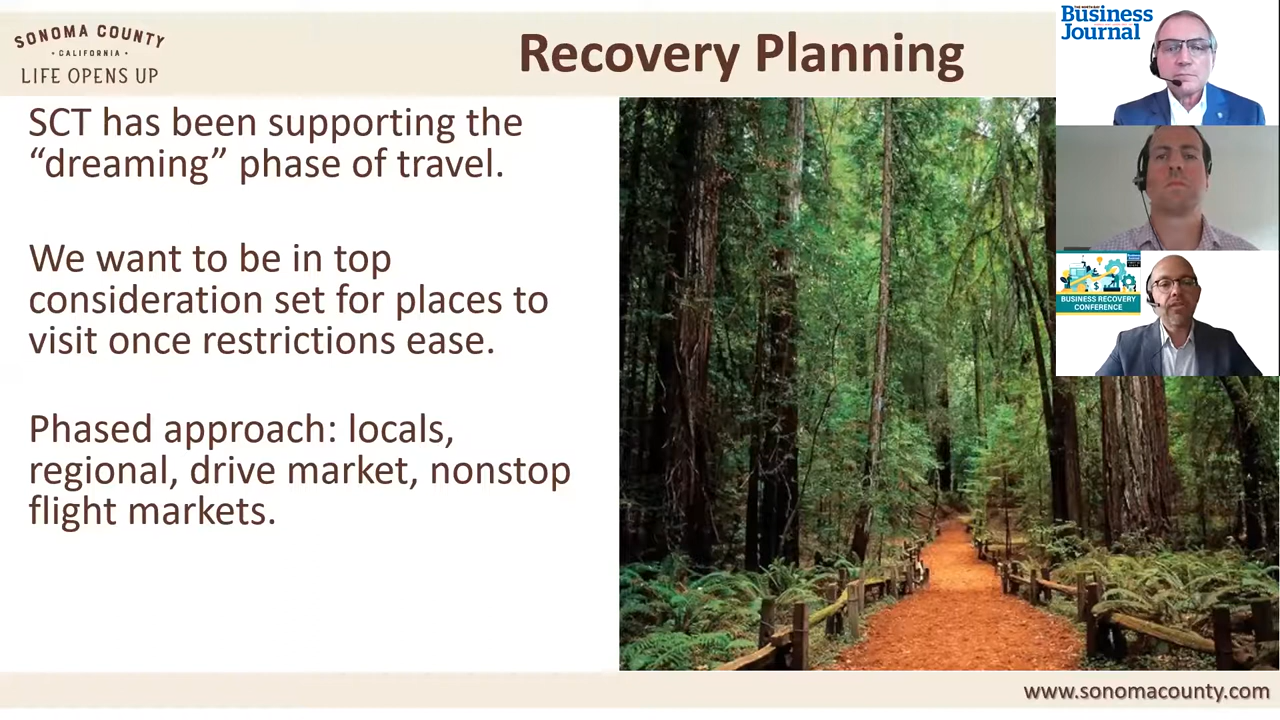 SONOMA COUNTY
• CALIFORNIA •
LIFE OPENS UP
Recovery Planning
SCT has been supporting the
“dreaming” phase of travel.
We want to be in top
consideration set for places to
visit once restrictions ease.
Phased approach: locals,
regional, drive market, nonstop
flight markets.
Business
Journal
BUSINESS RECOVERY
CONFERENCE
www.sonomacounty.com